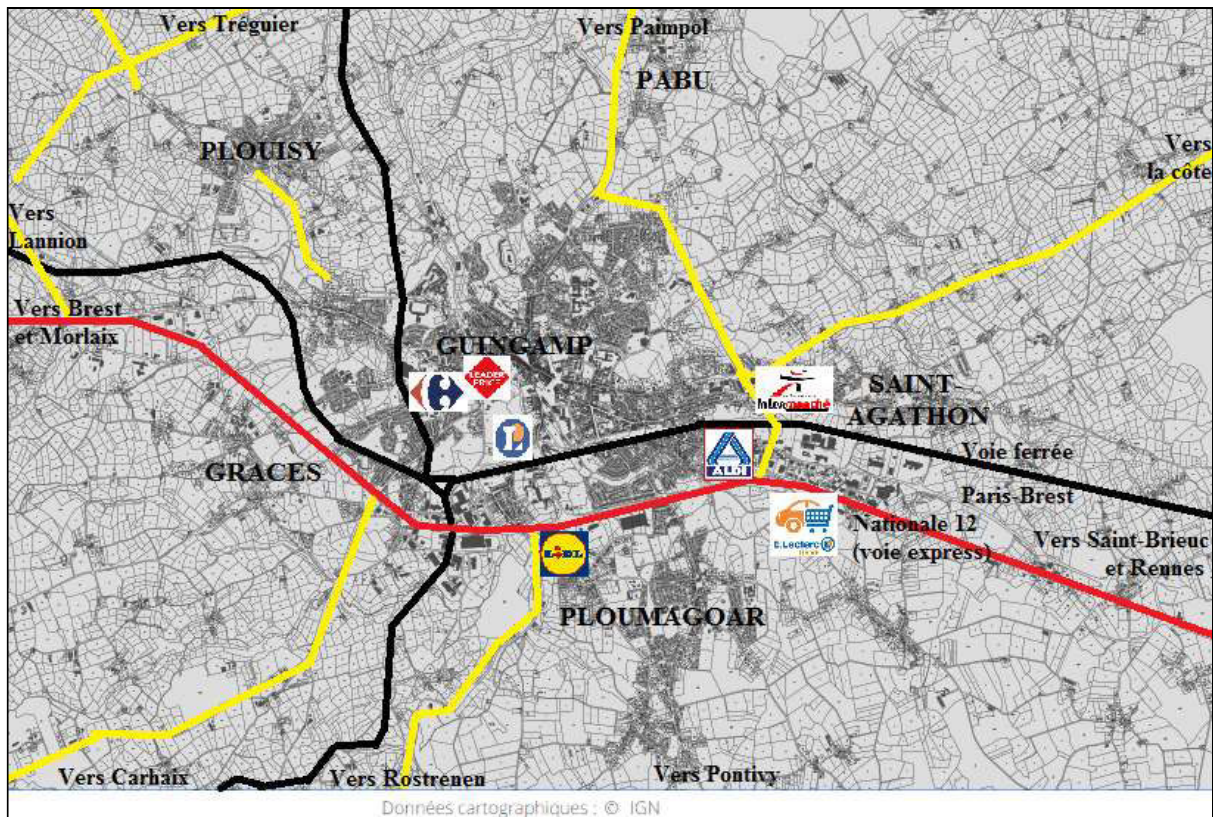 Vers Tréguier
Vers Paimpol
PABU
PLOUISY
Vers
la côte
Vers
Lannion
Vers Brest
et Morlaix
GUINGAMP
LEADER
PRICE
Intermarché
SAINT-
AGATHON
ALDI
GRACES
Voie ferrée
Paris-Brest
E.Leclerc
Nationale 12
(voie express)
Vers Saint-Brieuc
et Rennes
LIDL
PLOUMAGOAR
Vers Carhaix
Vers Rostrenen
Vers Pontivy
Données cartographiques : © IGN